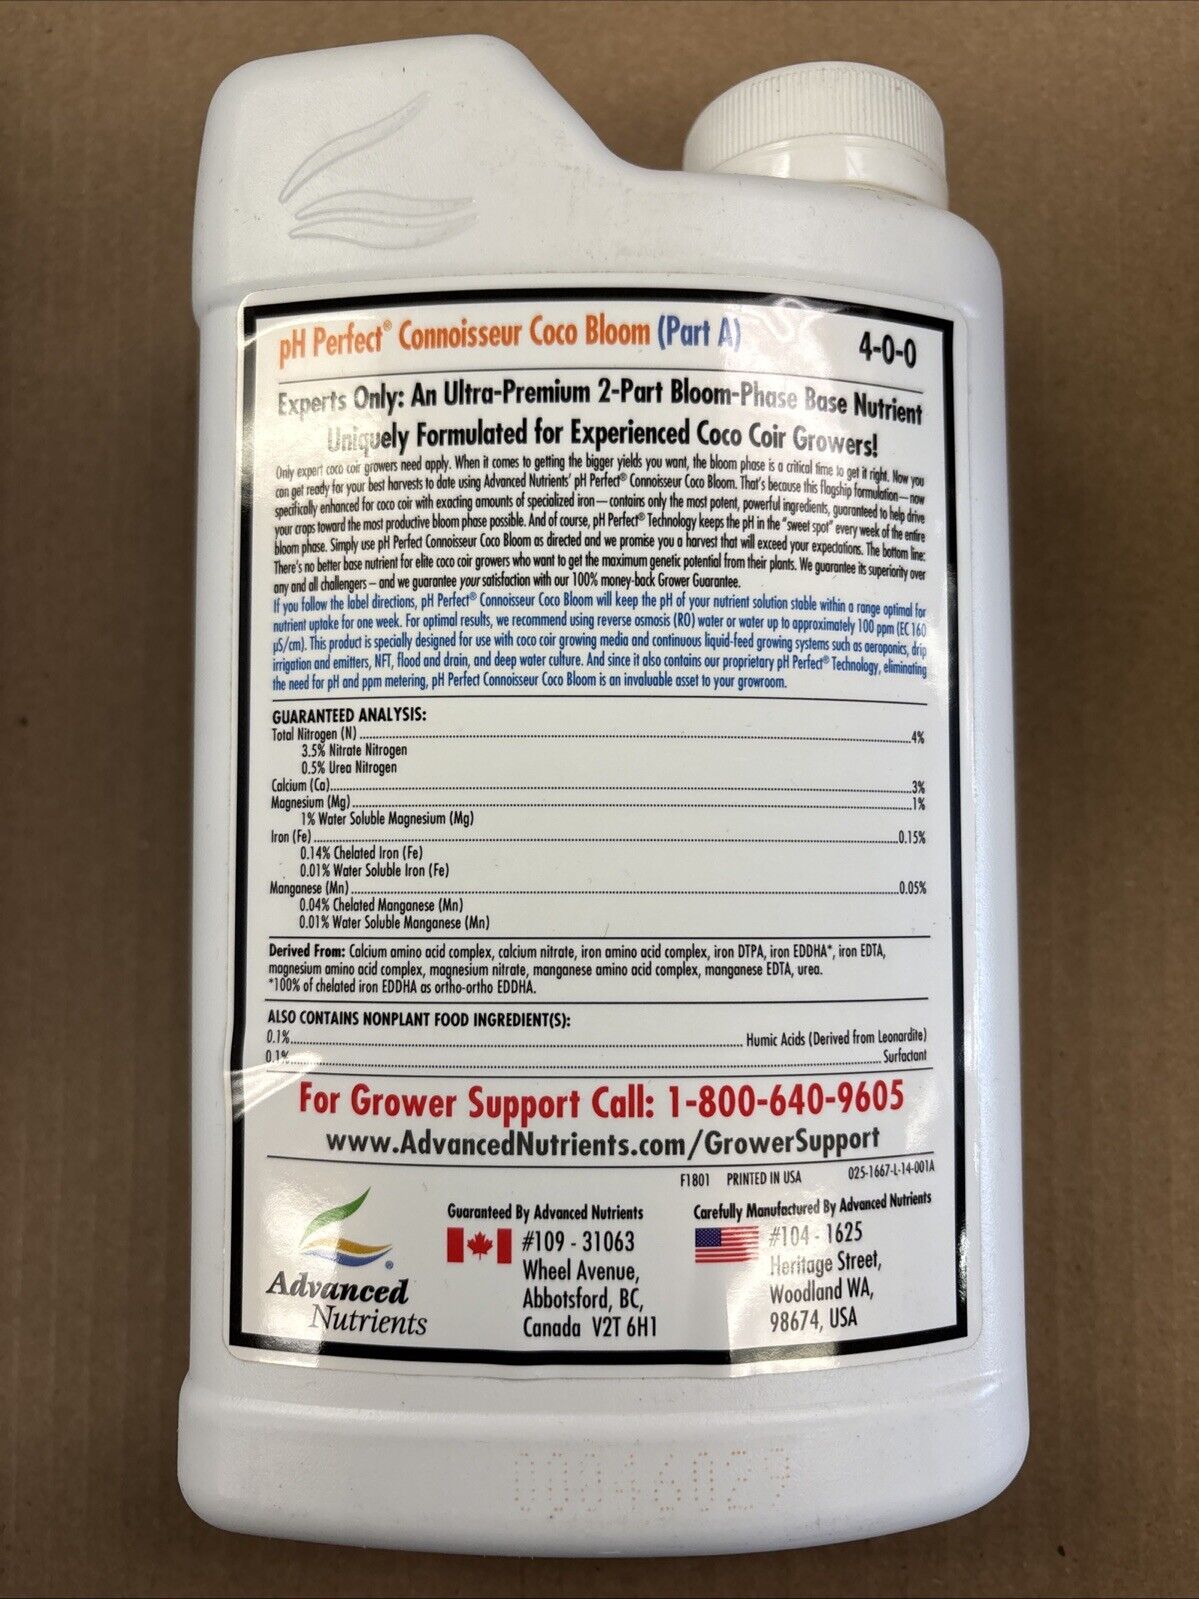 pH Perfect® Connoisseur Coco Bloom (Part A) 4-0-0
Experts Only: An Ultra-Premium 2-Part Bloom-Phase Base Nutrient
Uniquely Formulated for Experienced Coco Coir Growers!
Only expert coco coir growers need apply. When it comes to getting the bigger yields you want, the bloom phase is a critical time to get it right. Now you
can get ready for your best harvests to date using Advanced Nutrients' pH Perfect® Connoisseur Coco Bloom. That's because this flagship formulation—now
specifically enhanced for coco coir with exacting amounts of specialized iron—contains only the most potent, powerful ingredients, guaranteed to help drive
your crops toward the most productive bloom phase possible. And of course, pH Perfect® Technology keeps the pH in the "sweet spot" every week of the entire
bloom phase. Simply use pH Perfect Connoisseur Coco Bloom as directed and we promise you a harvest that will exceed your expectations. The bottom line:
There's no better base nutrient for elite coco coir growers who want to get the maximum genetic potential from their plants. We guarantee its superiority over
any and all challengers – and we guarantee your satisfaction with our 100% money-back Grower Guarantee.
If you follow the label directions, pH Perfect® Connoisseur Coco Bloom will keep the pH of your nutrient solution stable within a range optimal for
nutrient uptake for one week. For optimal results, we recommend using reverse osmosis (RO) water or water up to approximately 100 ppm (EC 160
µS/cm). This product is specially designed for use with coco coir growing media and continuous liquid-feed growing systems such as aeroponics, drip
irrigation and emitters, NFT, flood and drain, and deep water culture. And since it also contains our proprietary pH Perfect® Technology, eliminating
the need for pH and ppm metering, pH Perfect Connoisseur Coco Bloom is an invaluable asset to your growroom.
GUARANTEED ANALYSIS:
Total Nitrogen (N) 4%
3.5% Nitrate Nitrogen
0.5% Urea Nitrogen
Calcium (Ca) 3%
Magnesium (Mg) 1%
1% Water Soluble Magnesium (Mg)
Iron (Fe) 0.15%
0.14% Chelated Iron (Fe)
0.01% Water Soluble Iron (Fe)
Manganese (Mn) 0.05%
0.04% Chelated Manganese (Mn)
0.01% Water Soluble Manganese (Mn)
Derived From: Calcium amino acid complex, calcium nitrate, iron amino acid complex, iron DTPA, iron EDDHA*, iron EDTA,
magnesium amino acid complex, magnesium nitrate, manganese amino acid complex, manganese EDTA, urea.
*100% of chelated iron EDDHA as ortho-ortho EDDHA.
ALSO CONTAINS NONPLANT FOOD INGREDIENT(S):
0.1% Humic Acids (Derived from Leonardite)
0.1% Surfactant
For Grower Support Call: 1-800-640-9605
www.AdvancedNutrients.com/GrowerSupport
F1801 PRINTED IN USA 025-1667-L-14-001A
Advanced
Nutrients
Guaranteed By Advanced Nutrients
#109 - 31063
Wheel Avenue,
Abbotsford, BC,
Canada V2T 6H1
Carefully Manufactured By Advanced Nutrients
#104 - 1625
Heritage Street,
Woodland WA,
98674, USA
00046029